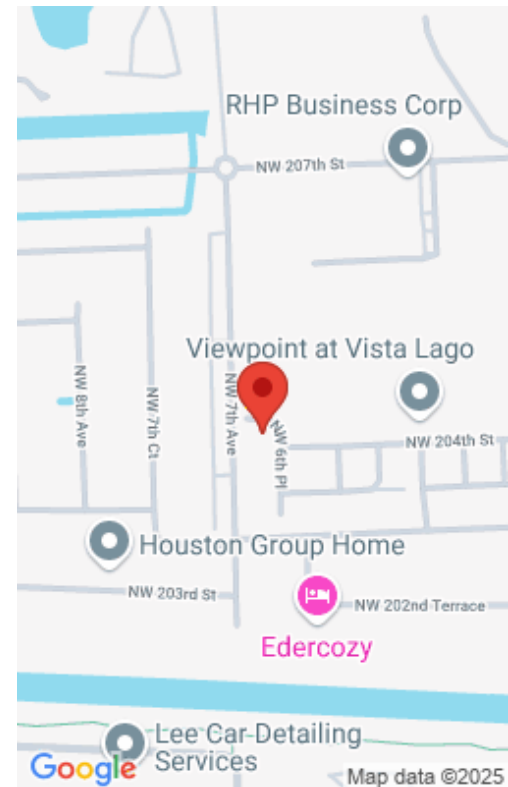 RHP Business Corp
NW 207th St
Viewpoint at Vista Lago
NW 8th Ave
NW 7th Ct
NW 7th Ave
NW 6th Pl
NW 204th St
Houston Group Home
NW 203rd St
NW 202nd Terrace
Edercozy
Lee Car Detailing
Services
Google
Map data ©2025